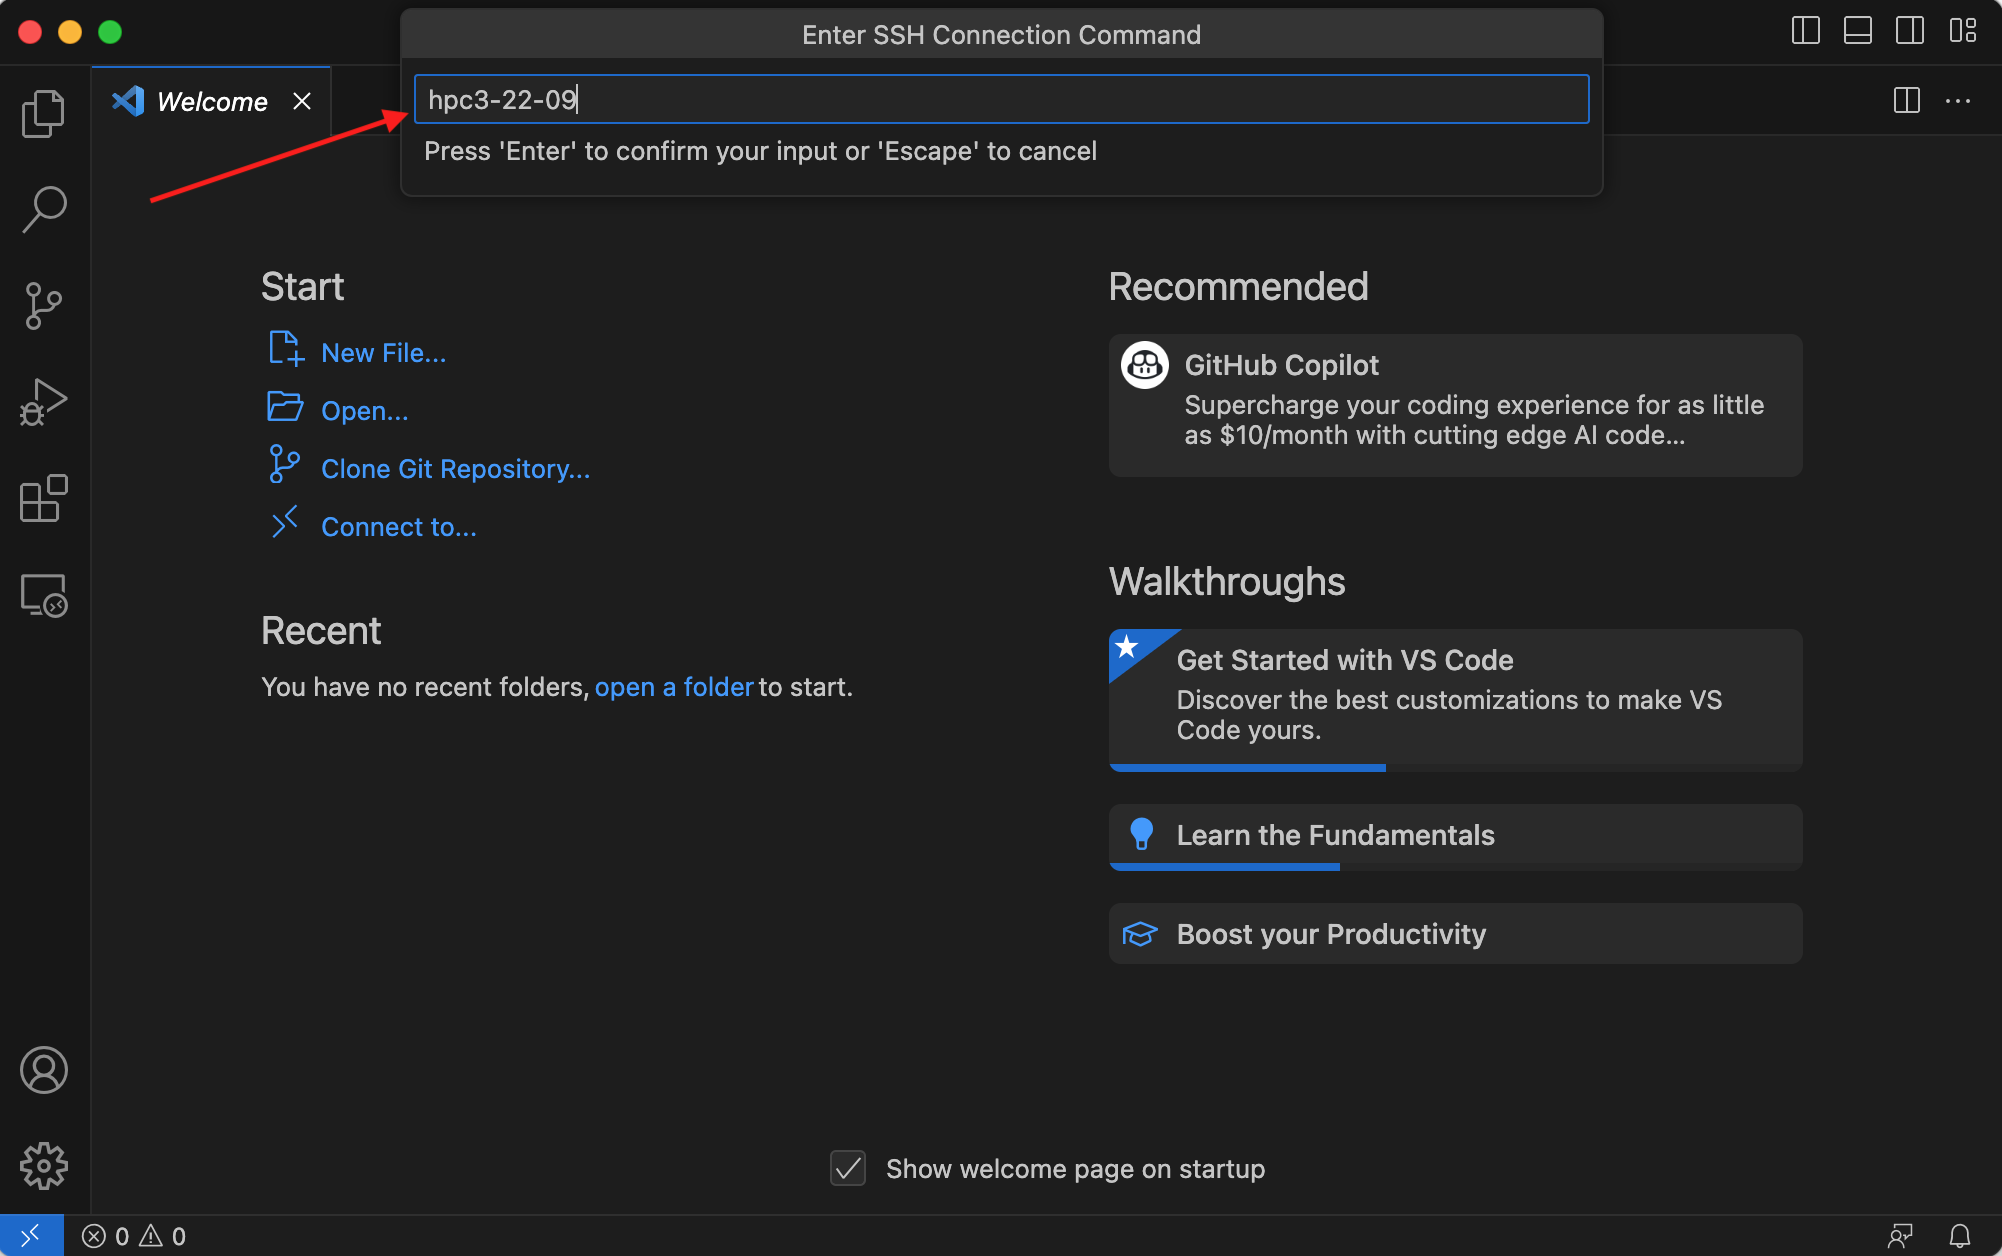 Enter SSH Connection Command
hpc3-22-09
Press 'Enter' to confirm your input or 'Escape' to cancel
Welcome
Start
New File...
Open...
Clone Git Repository...
Connect to...
Recent
You have no recent folders, open a folder to start.
Recommended
GitHub Copilot
Supercharge your coding experience for as little
as $10/month with cutting edge AI code...
Walkthroughs
Get Started with VS Code
Discover the best customizations to make VS
Code yours.
Learn the Fundamentals
Boost your Productivity
Show welcome page on startup
0 0